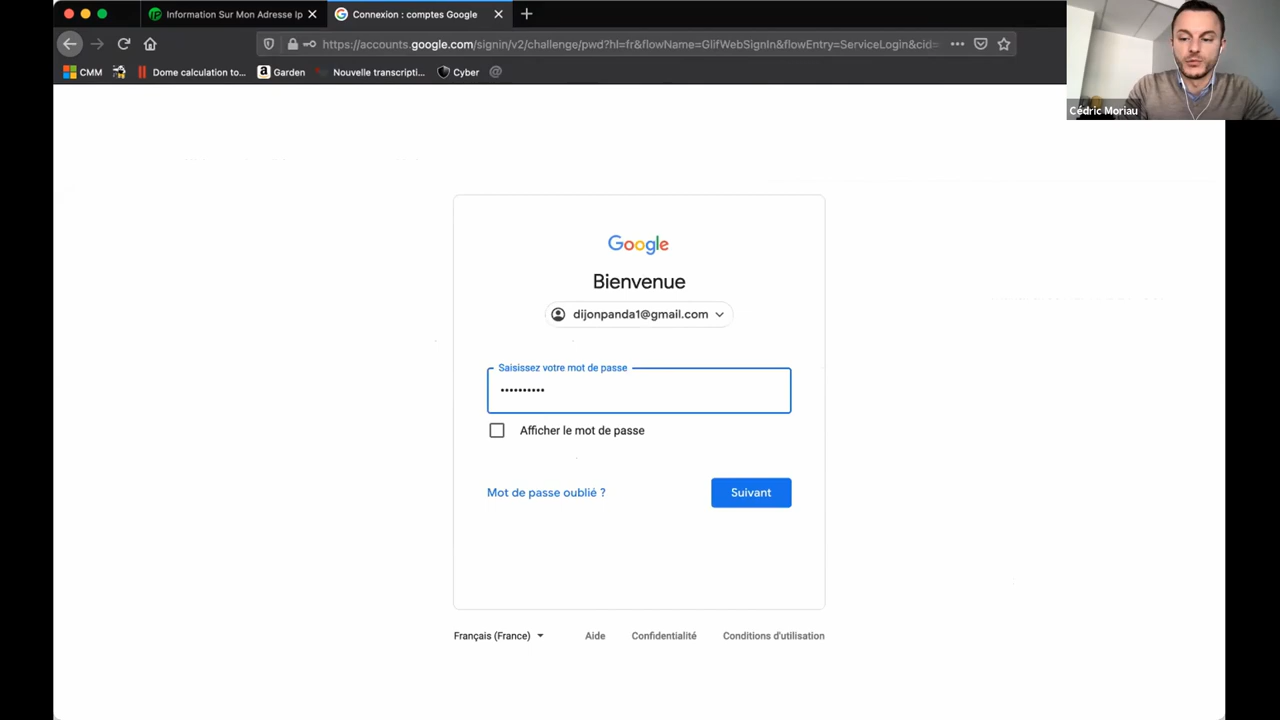 Information Sur Mon Adresse Ip
Connexion : comptes Google
https://accounts.google.com/signin/v2/challenge/pwd?hl=fr&flowName=GlifWebSignIn&flowEntry=ServiceLogin&cid=
CMM
Dome calculation to...
Garden
Nouvelle transcripti...
Cyber
Cédric Moriau
Google
Bienvenue
dijonpanda1@gmail.com
Saisissez votre mot de passe
••••••••••
Afficher le mot de passe
Mot de passe oublié ?
Suivant
Français (France)
Aide
Confidentialité
Conditions d'utilisation